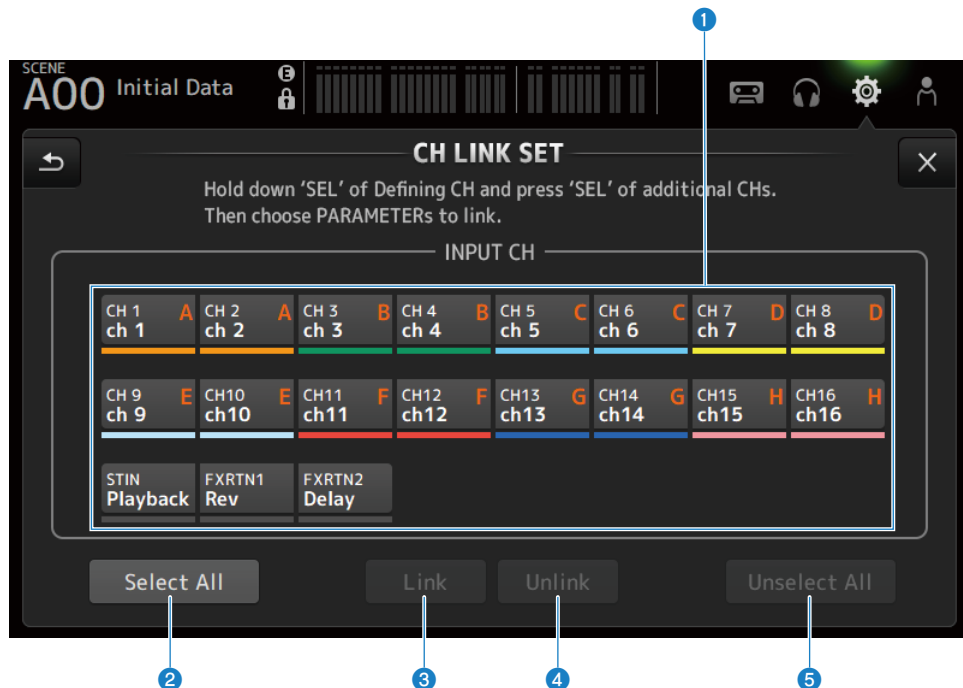 1
SCENE
A00 Initial Data
E
CH LINK SET
Hold down ‘SEL’ of Defining CH and press ‘SEL’ of additional CHs.
Then choose PARAMETERs to link.
INPUT CH
CH 1 A CH 2 A CH 3 B CH 4 B CH 5 C CH 6 C CH 7 D CH 8 D
ch 1 ch 2 ch 3 ch 4 ch 5 ch 6 ch 7 ch 8
CH 9 E CH10 E CH11 F CH12 F CH13 G CH14 G CH15 H CH16 H
ch 9 ch10 ch11 ch12 ch13 ch14 ch15 ch16
STIN FXRTN1 FXRTN2
Playback Rev Delay
Select All Link Unlink Unselect All
2 3 4 5